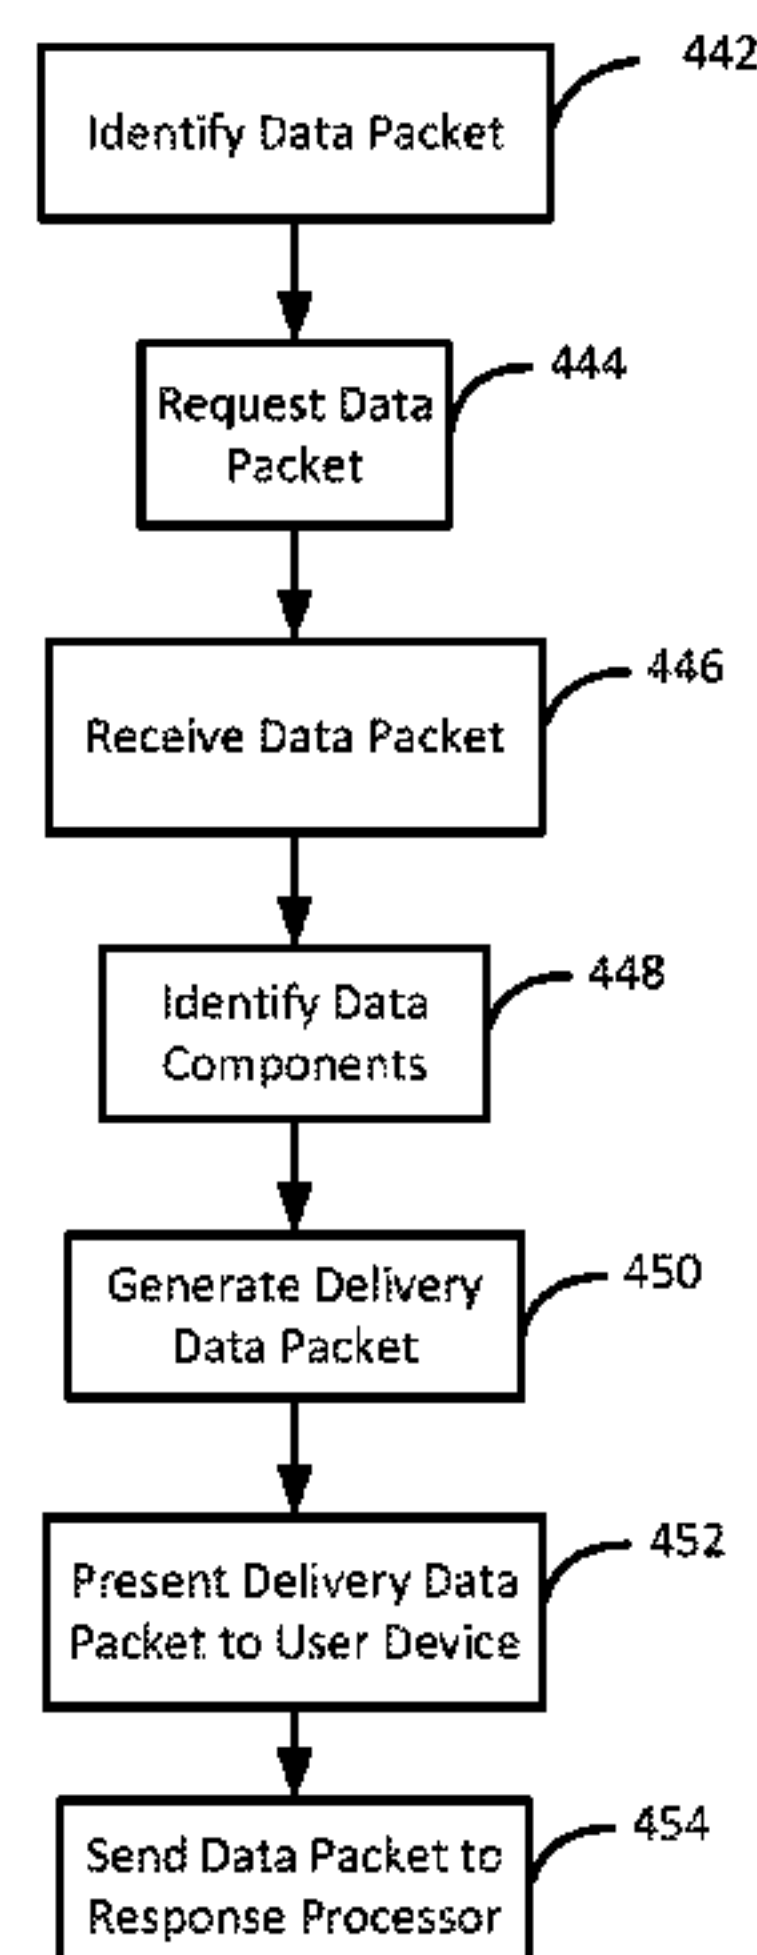 442
Identify Data Packet
444
Request Data
Packet
446
Receive Data Packet
448
Identify Data
Components
450
Generate Delivery
Data Packet
452
Present Delivery Data
Packet to User Device
454
Send Data Packet to
Response Processor